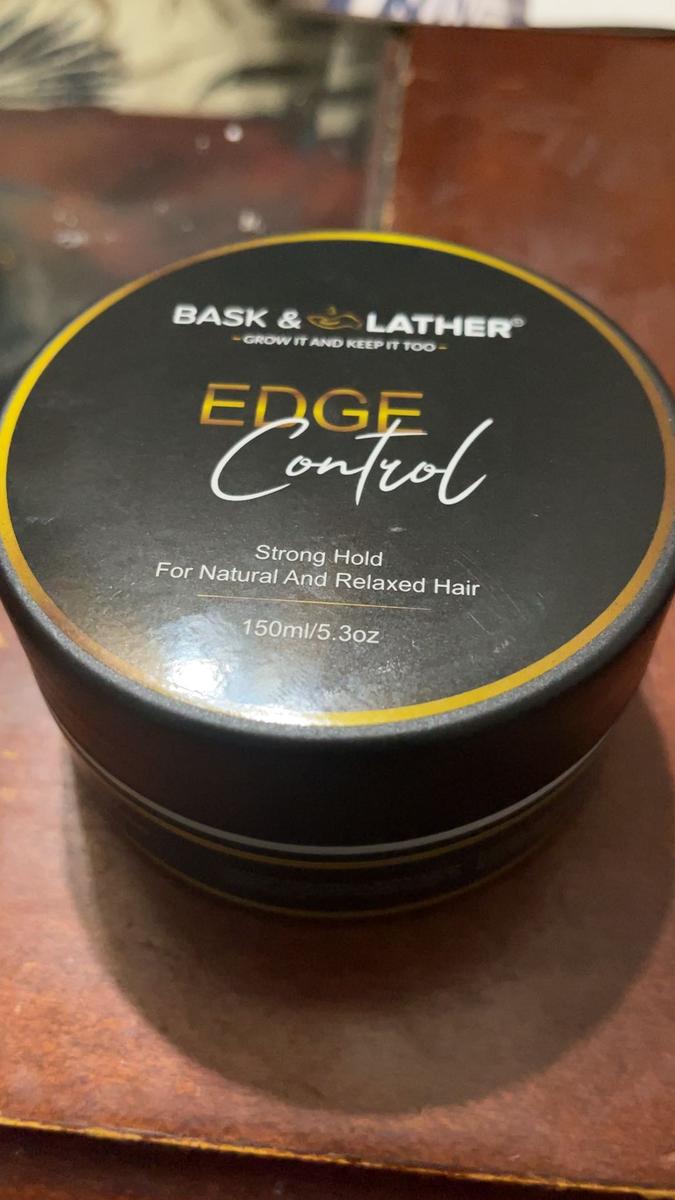 BASK & LATHER®
- GROW IT AND KEEP IT TOO -
EDGE
Control
Strong Hold
For Natural And Relaxed Hair
150ml/5.3oz